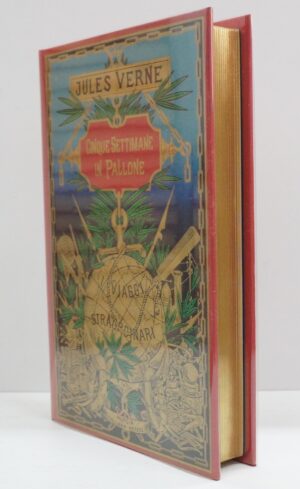 JULES VERNE
CINQUE SETTIMANE
IN PALLONE
VIAGGI
STRAORDINARI